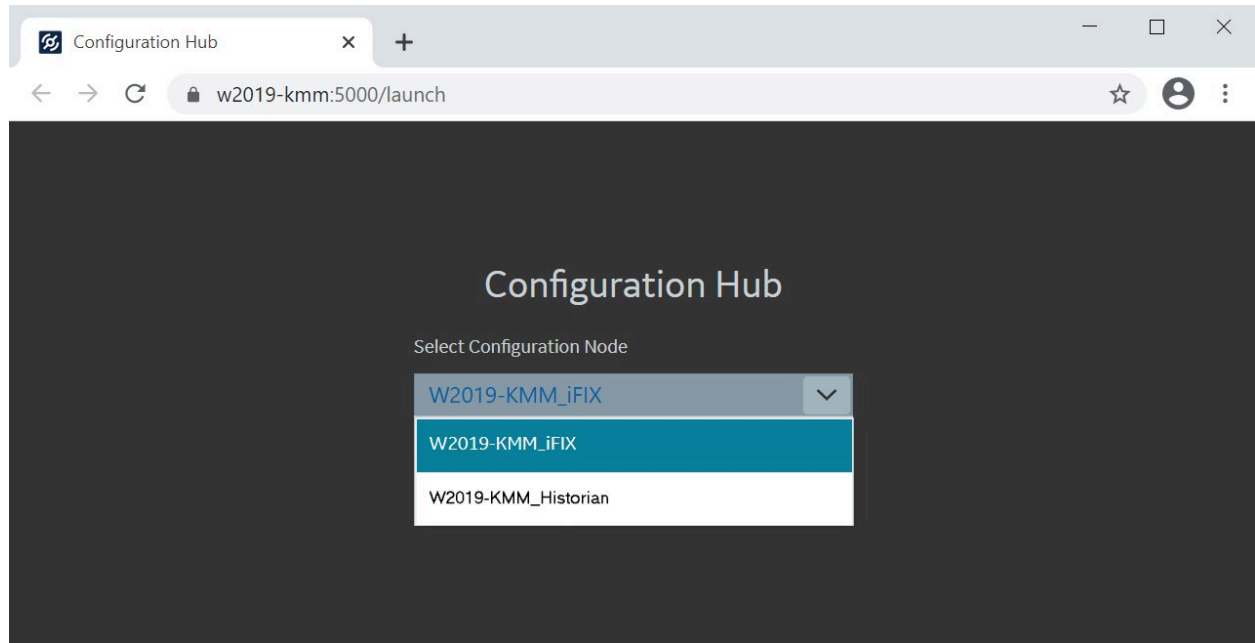 Configuration Hub
w2019-kmm:5000/launch
Configuration Hub
Select Configuration Node
W2019-KMM_iFIX
W2019-KMM_iFIX
W2019-KMM_Historian